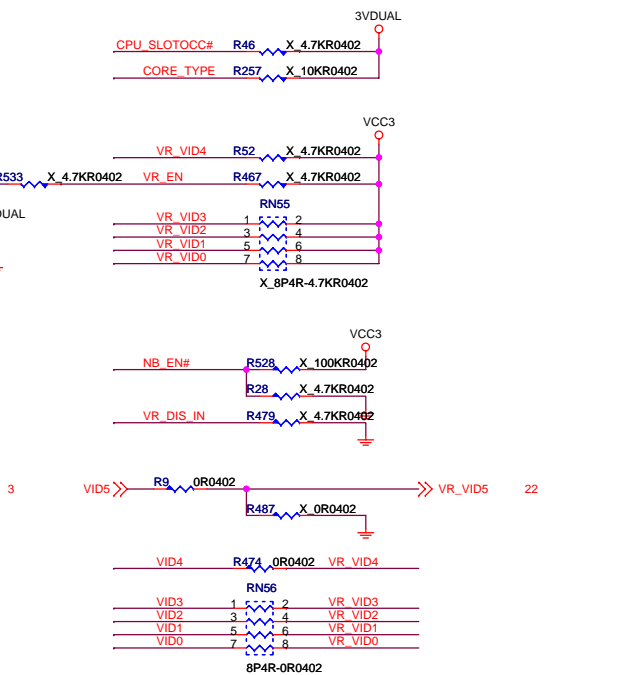 3VDUAL
CPU_SLOTOCC# R46 X_4.7KR0402
CORE_TYPE R257 X_10KR0402
VCC3
VR_VID4 R52 X_4.7KR0402
R533 X_4.7KR0402 VR_EN R467 X_4.7KR0402
RN55
DUAL
VR_VID3 1 2
VR_VID2 3 4
VR_VID1 5 6
VR_VID0 7 8
X_8P4R-4.7KR0402
VCC3
NB_EN# R528 X_100KR0402
R28 X_4.7KR0402
VR_DIS_IN R479 X_4.7KR0402
3 VID5 R9 0R0402 VR_VID5 22
R487 X_0R0402
VID4 R474 0R0402 VR_VID4
RN56
VID3 1 2 VR_VID3
VID2 3 4 VR_VID2
VID1 5 6 VR_VID1
VID0 7 8 VR_VID0
8P4R-0R0402